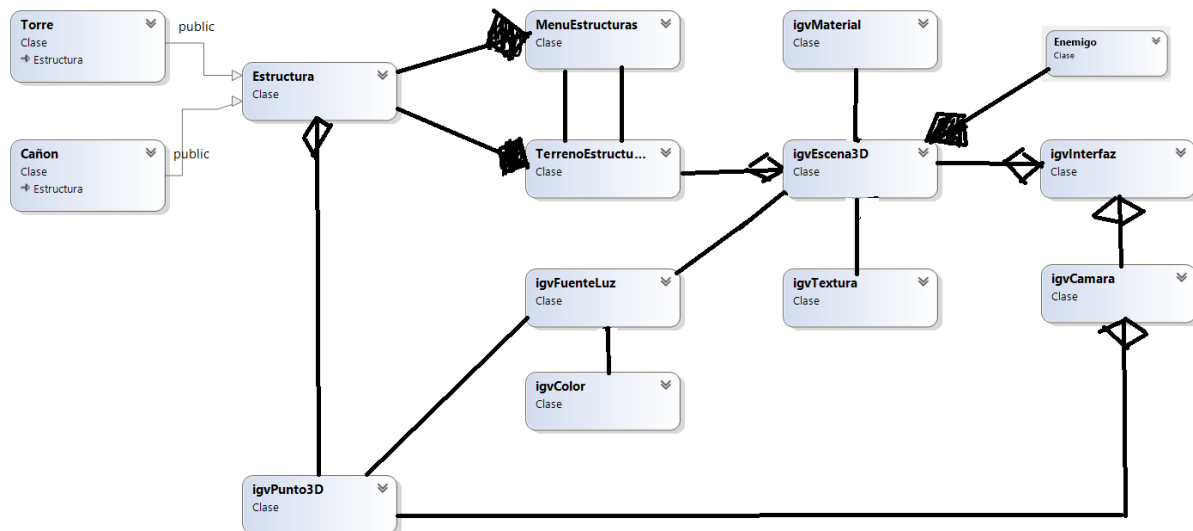 Torre
Clase
Estructura
public
Cañon
Clase
Estructura
public
Estructura
Clase
MenuEstructuras
Clase
TerrenoEstructu...
Clase
igvMaterial
Clase
Enemigo
Clase
igvEscena3D
Clase
igvInterfaz
Clase
igvFuenteLuz
Clase
igvTextura
Clase
igvCamara
Clase
igvColor
Clase
igvPunto3D
Clase